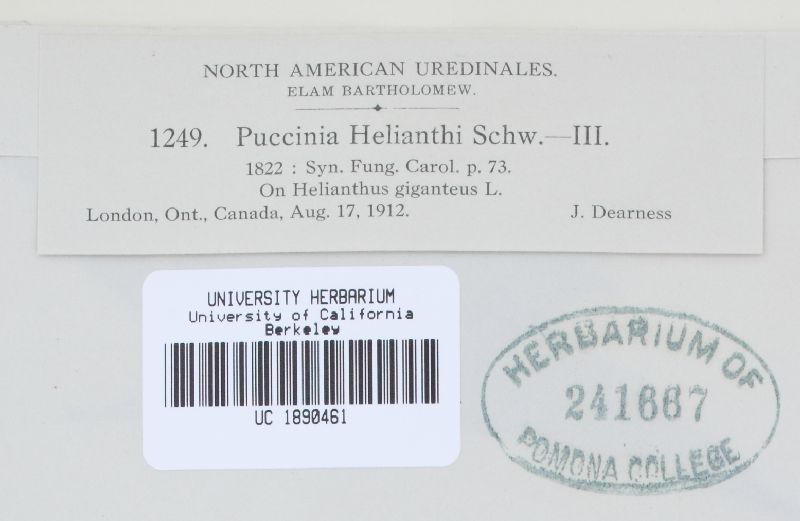 NORTH AMERICAN UREDINALES.
ELAM BARTHOLOMEW.
1249. Puccinia Helianthi Schw.—III.
1822 : Syn. Fung. Carol. p. 73.
On Helianthus giganteus L.
London, Ont., Canada, Aug. 17, 1912. J. Dearness
UNIVERSITY HERBARIUM
University of California
Berkeley
UC 1890461
HERBARIUM OF
241667
POMONA COLLEGE